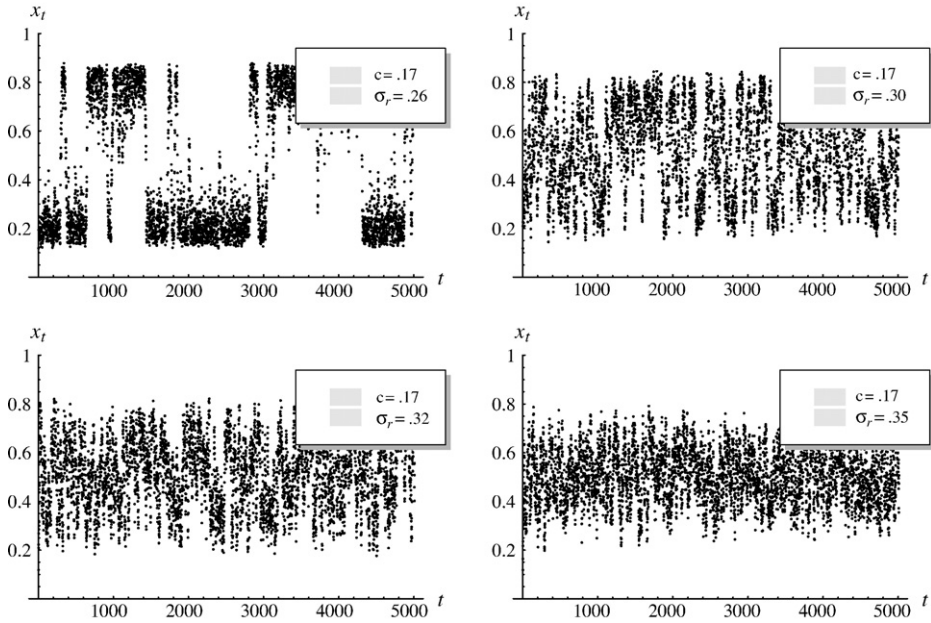 x_t x_t
1 1
0.8 0.8
c = .17 c = .17
σ_r = .26 σ_r = .30
0.6 0.6
0.4 0.4
0.2 0.2
1000 2000 3000 4000 5000 t 1000 2000 3000 4000 5000 t
x_t x_t
1 1
0.8 0.8
c = .17 c = .17
σ_r = .32 σ_r = .35
0.6 0.6
0.4 0.4
0.2 0.2
1000 2000 3000 4000 5000 t 1000 2000 3000 4000 5000 t